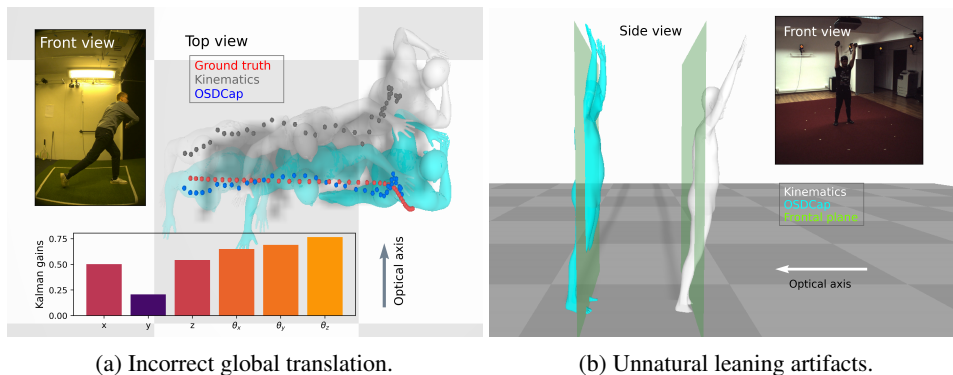 Front view
Top view
Ground truth
Kinematics
OSDCap
Kalman gains
0.75
0.50
0.25
0.00
x
y
z
θx
θy
θz
Optical axis
Side view
Front view
Kinematics
OSDCap
Frontal plane
Optical axis
(a) Incorrect global translation.
(b) Unnatural leaning artifacts.